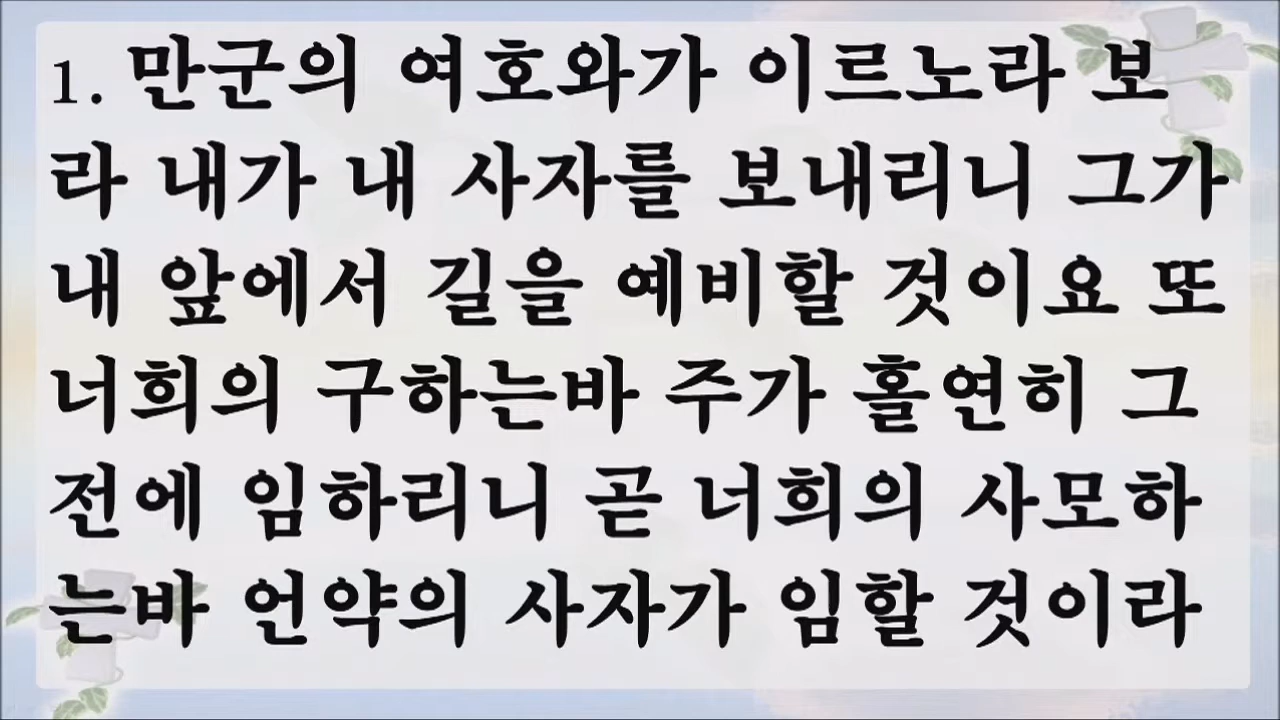 1. 만군의 여호와가 이르노라 보
라 내가 내 사자를 보내리니 그가
내 앞에서 길을 예비할 것이요 또
너희의 구하는바 주가 홀연히 그
전에 임하리니 곧 너희의 사모하
는바 언약의 사자가 임할 것이라